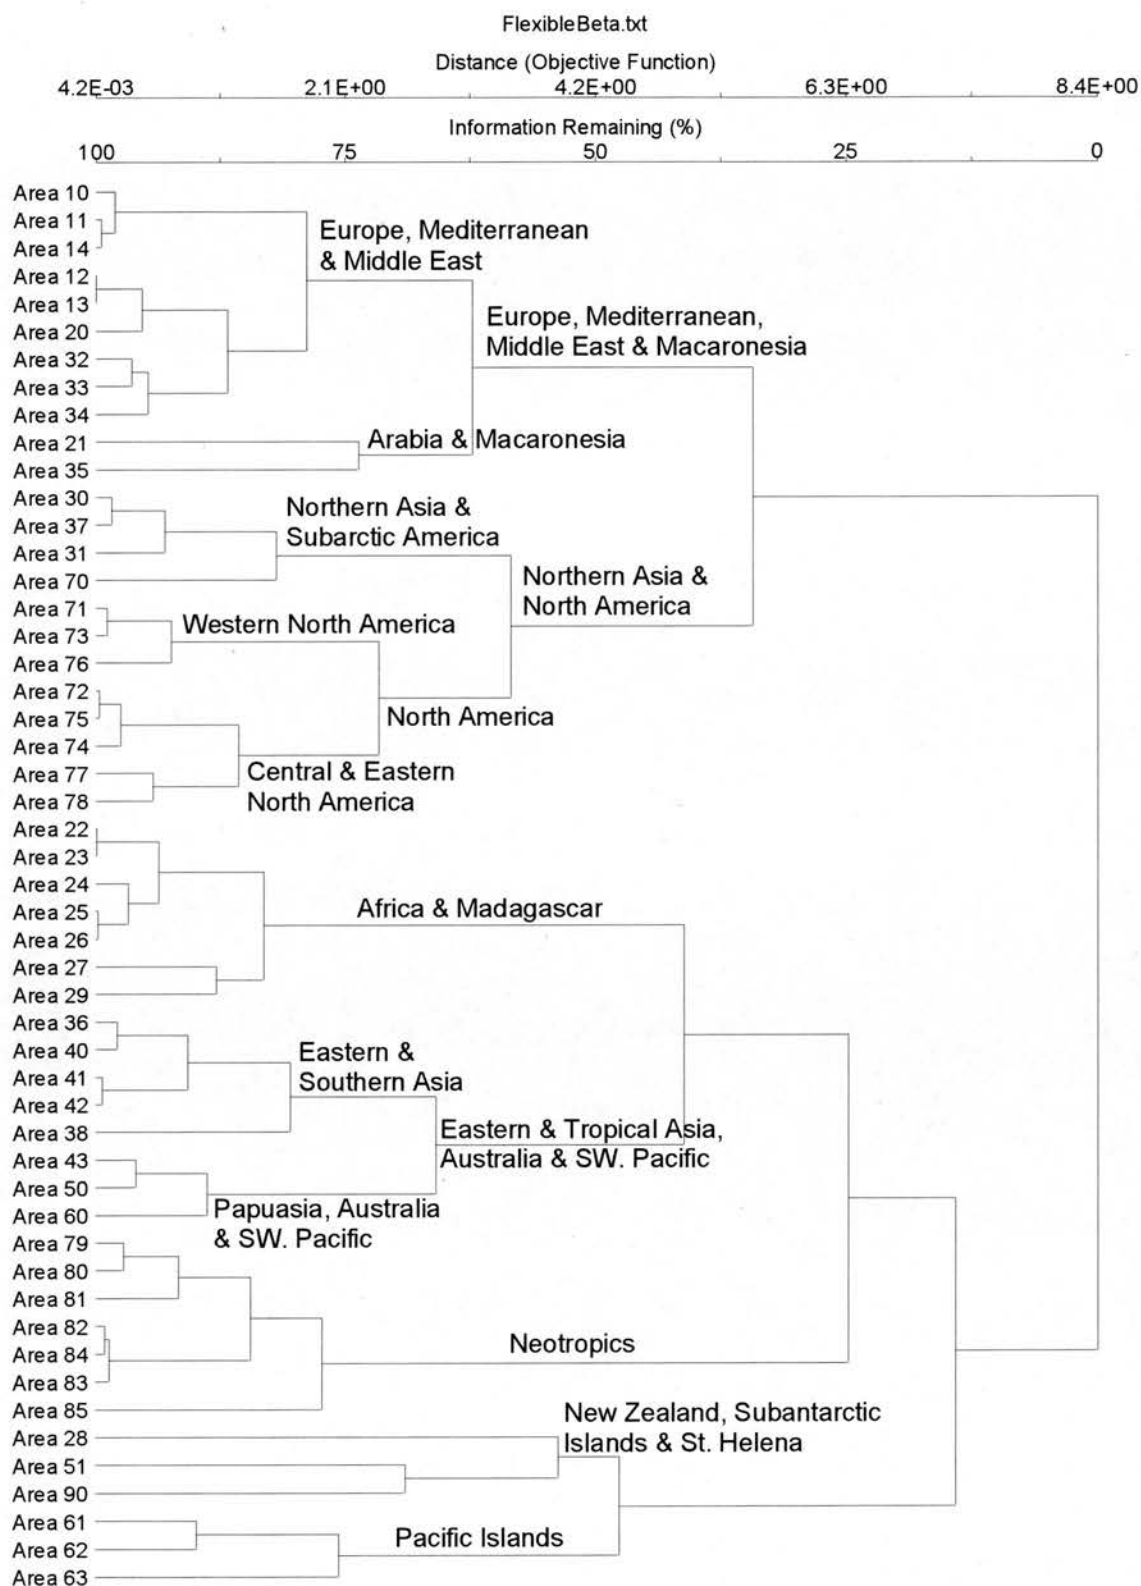 FlexibleBeta.txt
Distance (Objective Function)
4.2E-03 2.1E+00 4.2E+00 6.3E+00 8.4E+00
Information Remaining (%)
100 75 50 25 0
Area 10
Area 11
Area 14
Area 12
Area 13
Area 20
Area 32
Area 33
Area 34
Area 21
Area 35
Area 30
Area 37
Area 31
Area 70
Area 71
Area 73
Area 76
Area 72
Area 75
Area 74
Area 77
Area 78
Area 22
Area 23
Area 24
Area 25
Area 26
Area 27
Area 29
Area 36
Area 40
Area 41
Area 42
Area 38
Area 43
Area 50
Area 60
Area 79
Area 80
Area 81
Area 82
Area 84
Area 83
Area 85
Area 28
Area 51
Area 90
Area 61
Area 62
Area 63
Europe, Mediterranean
& Middle East
Europe, Mediterranean,
Middle East & Macaronesia
Arabia & Macaronesia
Northern Asia &
Subarctic America
Northern Asia &
North America
Western North America
North America
Central & Eastern
North America
Africa & Madagascar
Eastern &
Southern Asia
Eastern & Tropical Asia,
Australia & SW. Pacific
Papuasia, Australia
& SW. Pacific
Neotropics
New Zealand, Subantarctic
Islands & St. Helena
Pacific Islands